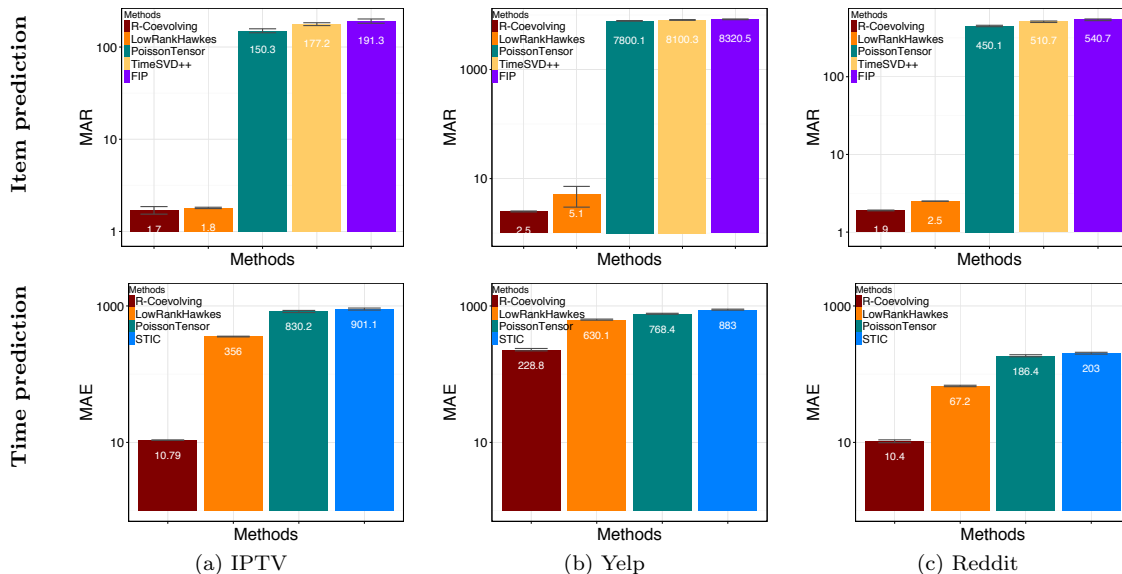 Item prediction
MAR
100
10
1
Methods
R-Coevolving
LowRankHawkes
PoissonTensor
TimeSVD++
FIP
1.7
1.8
150.3
177.2
191.3
Methods
MAR
1000
10
Methods
R-Coevolving
LowRankHawkes
PoissonTensor
TimeSVD++
FIP
2.5
5.1
7800.1
8100.3
8320.5
Methods
MAR
100
10
1
Methods
R-Coevolving
LowRankHawkes
PoissonTensor
TimeSVD++
FIP
1.9
2.5
450.1
510.7
540.7
Methods
Time prediction
MAE
1000
10
Methods
R-Coevolving
LowRankHawkes
PoissonTensor
STIC
10.79
356
830.2
901.1
Methods
MAE
1000
10
Methods
R-Coevolving
LowRankHawkes
PoissonTensor
STIC
228.8
630.1
768.4
883
Methods
MAE
1000
10
Methods
R-Coevolving
LowRankHawkes
PoissonTensor
STIC
10.4
67.2
186.4
203
Methods
(a) IPTV
(b) Yelp
(c) Reddit